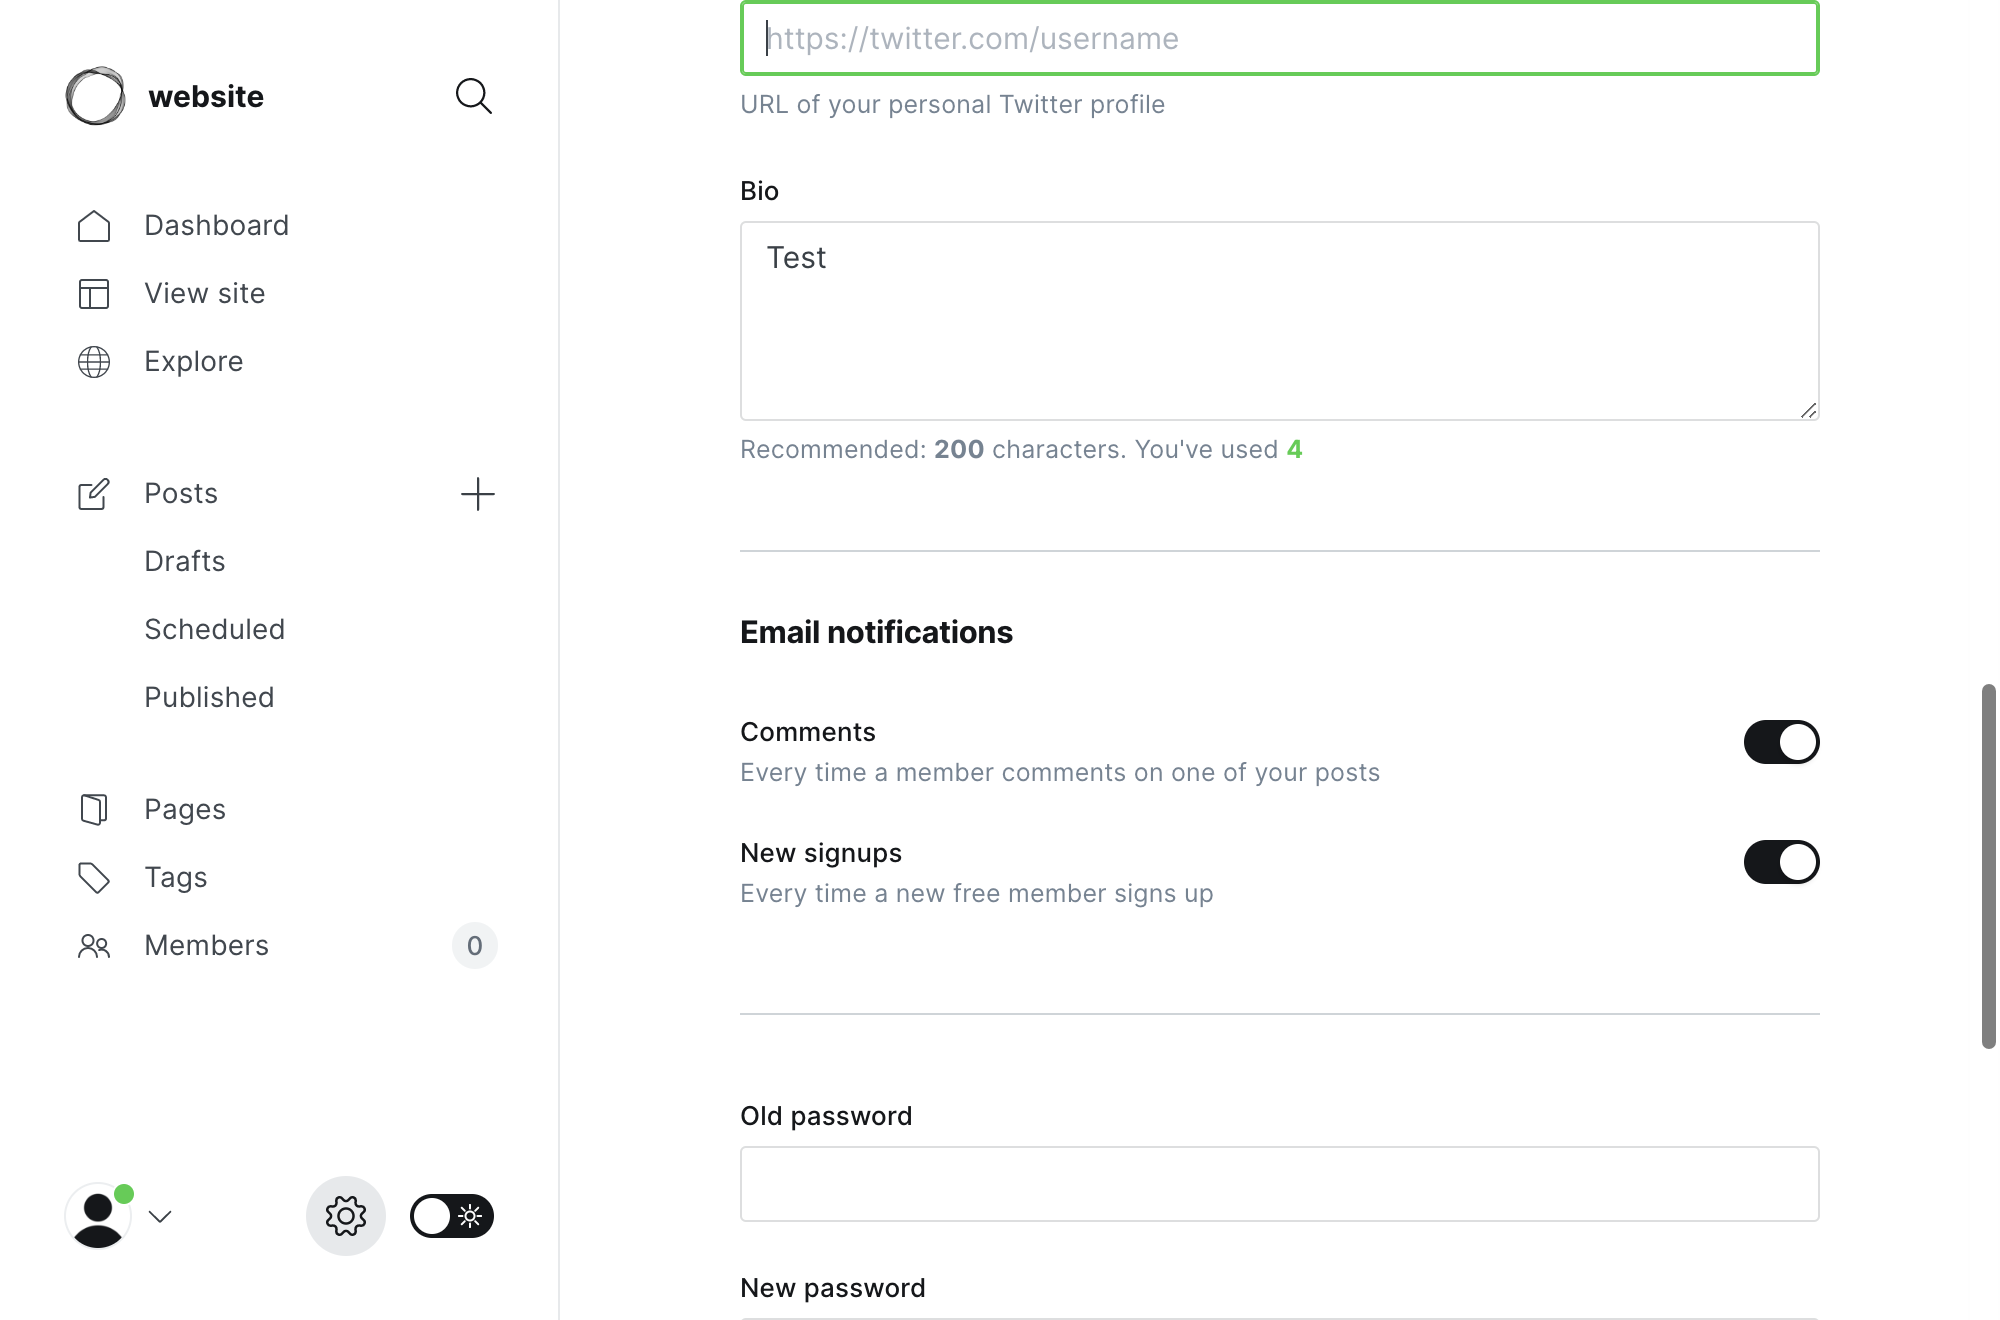 website
Dashboard
View site
Explore
Posts
Drafts
Scheduled
Published
Pages
Tags
Members
0
https://twitter.com/username
URL of your personal Twitter profile
Bio
Test
Recommended: 200 characters. You've used 4
Email notifications
Comments
Every time a member comments on one of your posts
New signups
Every time a new free member signs up
Old password
New password